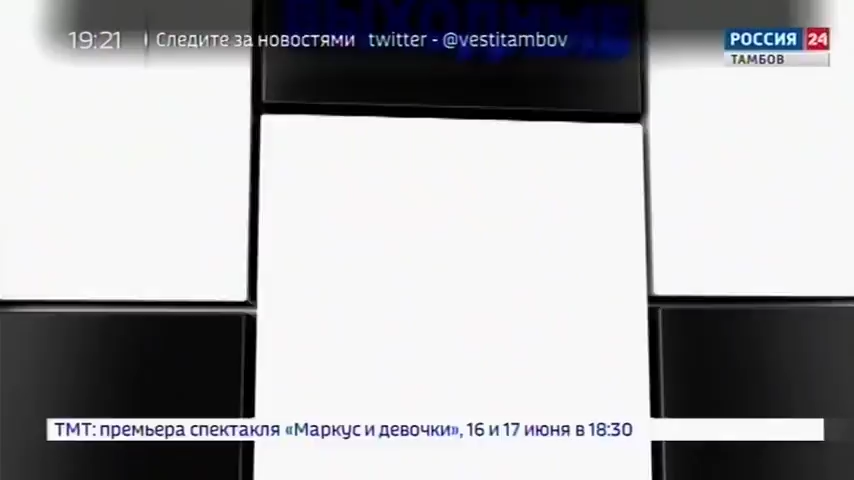 ВЫХОДНЫЕ
19:21 Следите за новостями twitter - @vestitambov
РОССИЯ 24
ТАМБОВ
ТМТ: премьера спектакля «Маркус и девочки», 16 и 17 июня в 18:30